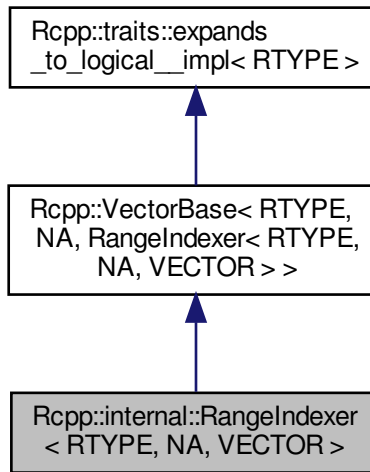 Rcpp::traits::expands
_to_logical__impl< RTYPE >
Rcpp::VectorBase< RTYPE,
NA, RangeIndexer< RTYPE,
NA, VECTOR > >
Rcpp::internal::RangeIndexer
< RTYPE, NA, VECTOR >